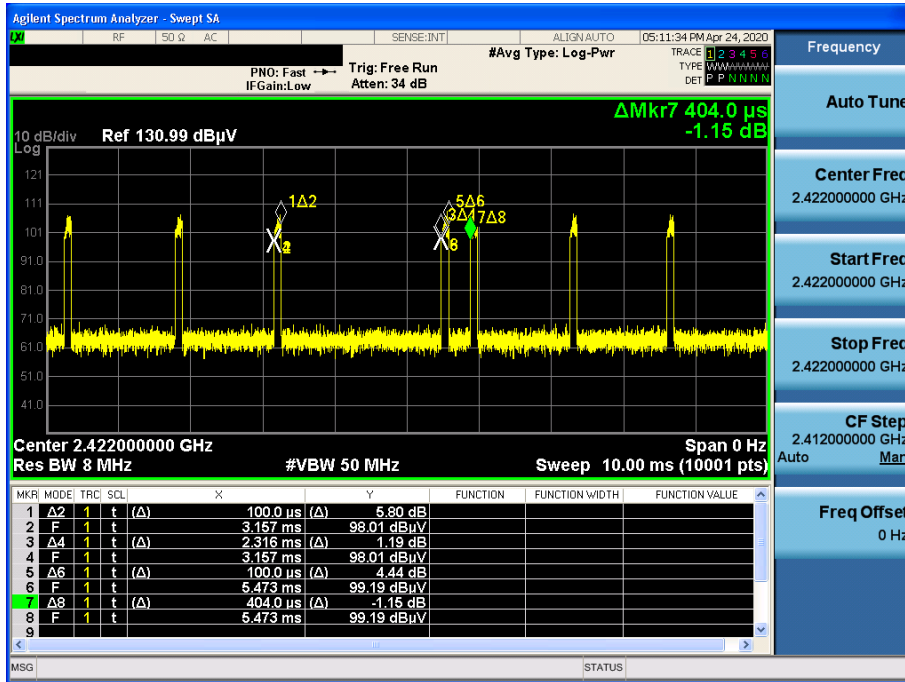 Agilent Spectrum Analyzer - Swept SA
LXI RF 50 Ω AC SENSE:INT ALIGN AUTO 05:11:34 PM Apr 24, 2020
#Avg Type: Log-Pwr TRACE 1 2 3 4 5 6
PNO: Fast Trig: Free Run TYPE WWWWWW
IFGain:Low Atten: 34 dB DET P P N N N N
ΔMkr7 404.0 µs
10 dB/div Ref 130.99 dBµV -1.15 dB
Log
121
111
101
91.0
81.0
71.0
61.0
51.0
41.0
1Δ2
5Δ6
3Δ4 7Δ8
6
Center 2.422000000 GHz Span 0 Hz
Res BW 8 MHz #VBW 50 MHz Sweep 10.00 ms (10001 pts)
MKR MODE TRC SCL X Y FUNCTION FUNCTION WIDTH FUNCTION VALUE
1 Δ2 1 t (Δ) 100.0 µs (Δ) 5.80 dB
2 F 1 t 3.157 ms 98.01 dBµV
3 Δ4 1 t (Δ) 2.316 ms (Δ) 1.19 dB
4 F 1 t 3.157 ms 98.01 dBµV
5 Δ6 1 t (Δ) 100.0 µs (Δ) 4.44 dB
6 F 1 t 5.473 ms 99.19 dBµV
7 Δ8 1 t (Δ) 404.0 µs (Δ) -1.15 dB
8 F 1 t 5.473 ms 99.19 dBµV
9
MSG STATUS
Frequency
Auto Tune
Center Freq
2.422000000 GHz
Start Freq
2.422000000 GHz
Stop Freq
2.422000000 GHz
CF Step
2.412000000 GHz
Auto Man
Freq Offset
0 Hz